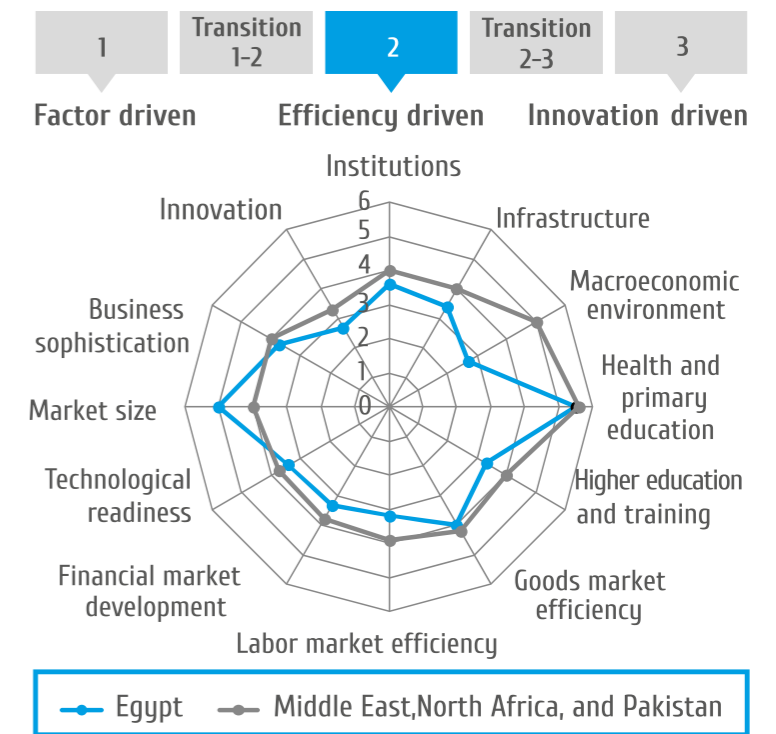 1
Transition
1-2
2
Transition
2-3
3
Factor driven
Efficiency driven
Innovation driven
Institutions
Infrastructure
Macroeconomic
environment
Health and
primary
education
Higher education
and training
Goods market
efficiency
Labor market efficiency
Financial market
development
Technological
readiness
Market size
Business
sophistication
Innovation
6
5
4
3
2
1
0
Egypt
Middle East,North Africa, and Pakistan